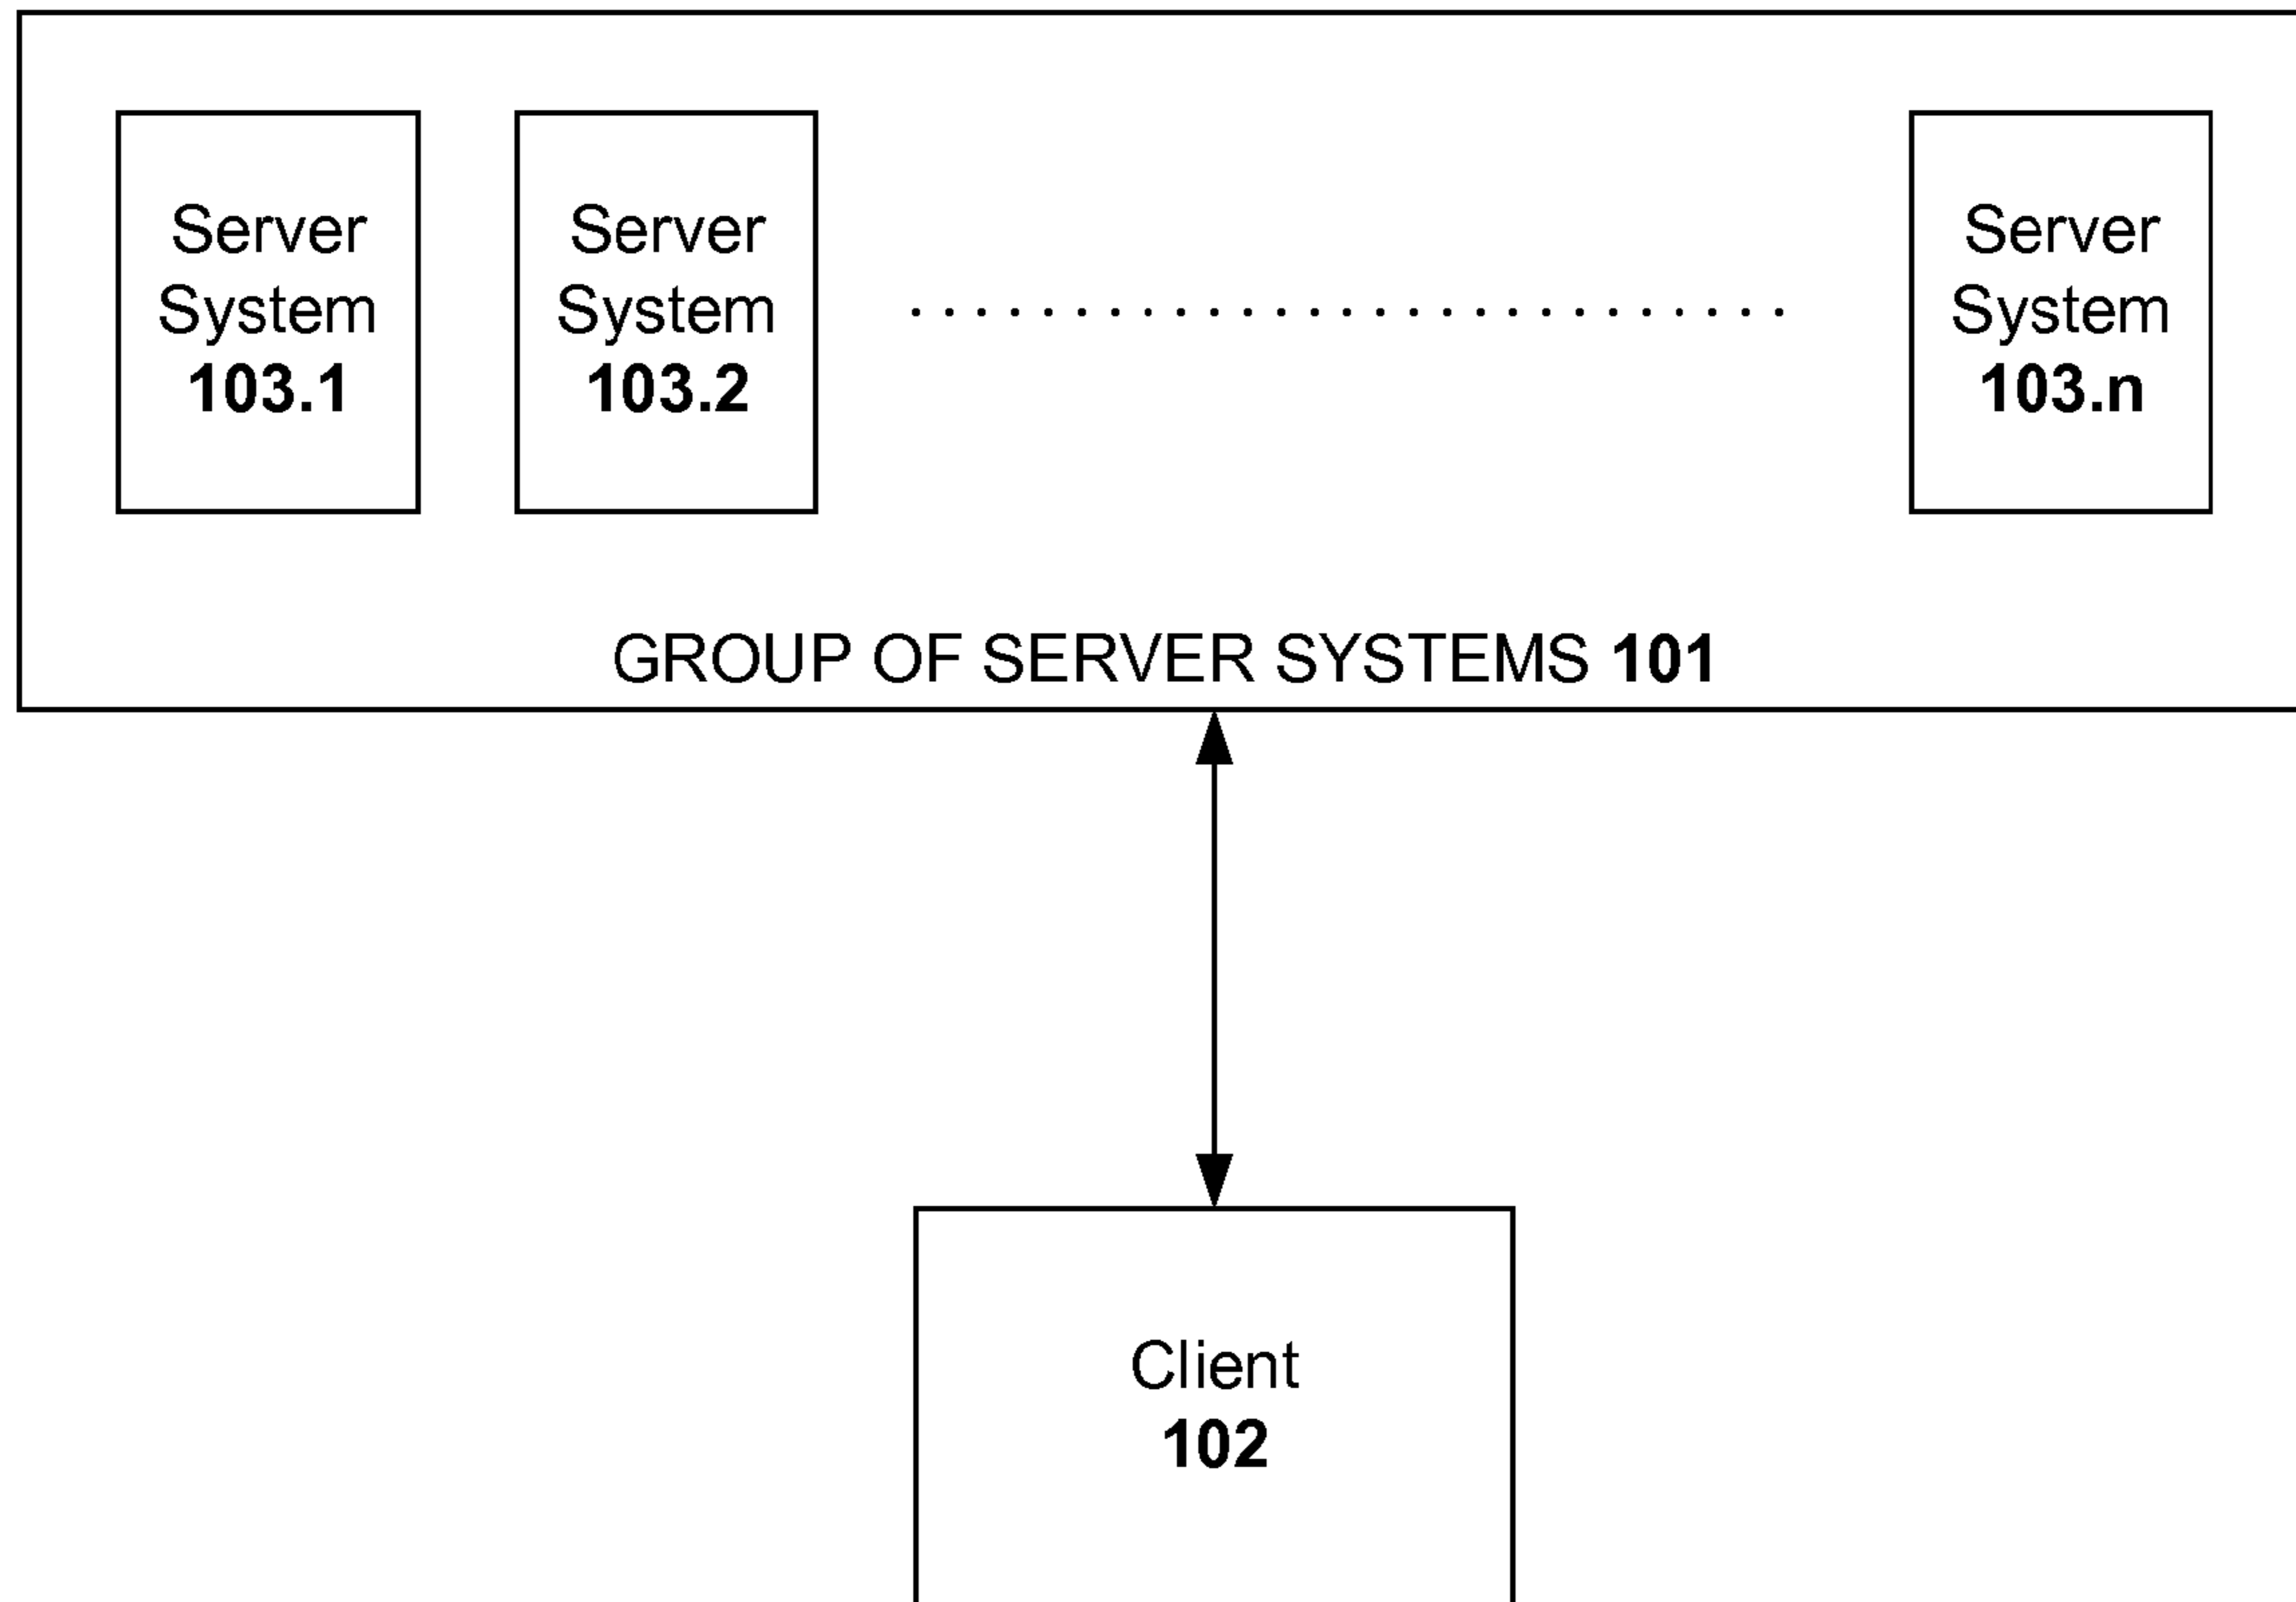 Server
System
103.1
Server
System
103.2
Server
System
103.n
GROUP OF SERVER SYSTEMS 101
Client
102